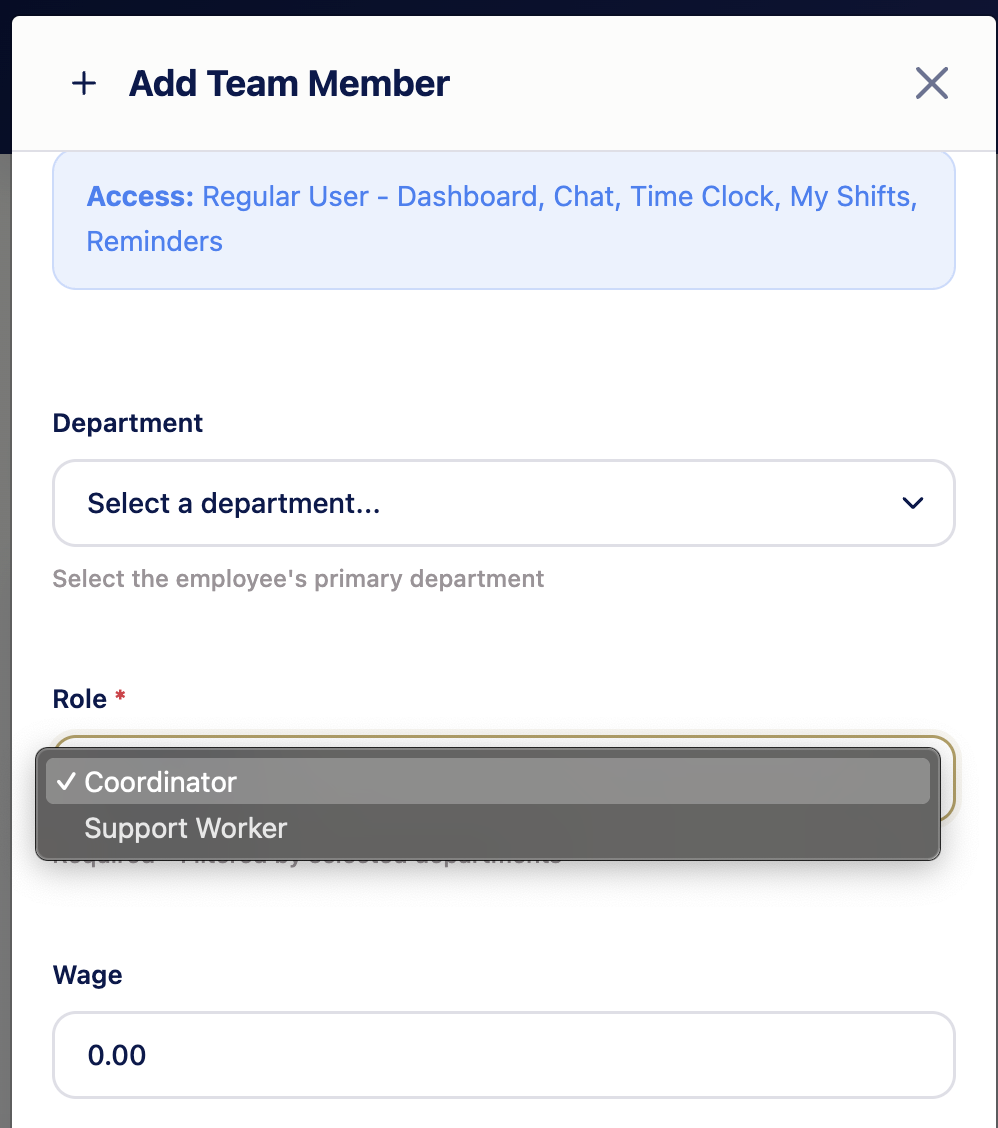 + Add Team Member
Access: Regular User - Dashboard, Chat, Time Clock, My Shifts,
Reminders
Department
Select a department...
Select the employee's primary department
Role *
✓ Coordinator
Support Worker
Wage
0.00